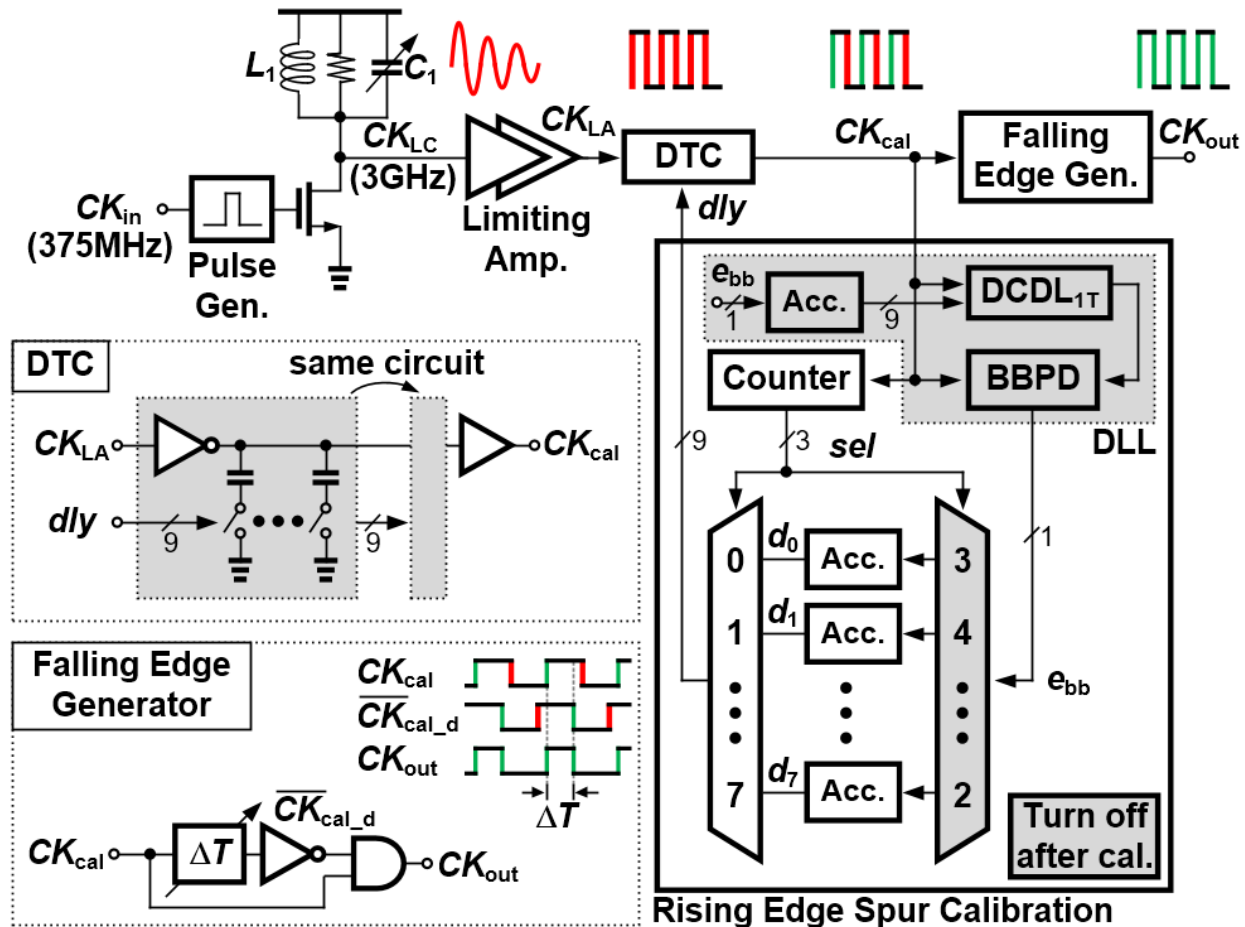 L1
C1
CKLC
(3GHz)
CKLA
Limiting
Amp.
CKin
(375MHz)
Pulse
Gen.
DTC
dly
CKcal
Falling
Edge Gen.
CKout
ebb
1
Acc.
9
DCDL1T
BBPD
DLL
Counter
9
3
sel
1
0
d0
Acc.
3
1
d1
Acc.
4
7
d7
Acc.
2
ebb
Turn off
after cal.
Rising Edge Spur Calibration
DTC
same circuit
CKLA
CKcal
dly
9
9
Falling Edge
Generator
CKcal
CKcal_d
CKout
ΔT
CKcal
ΔT
CKcal_d
CKout